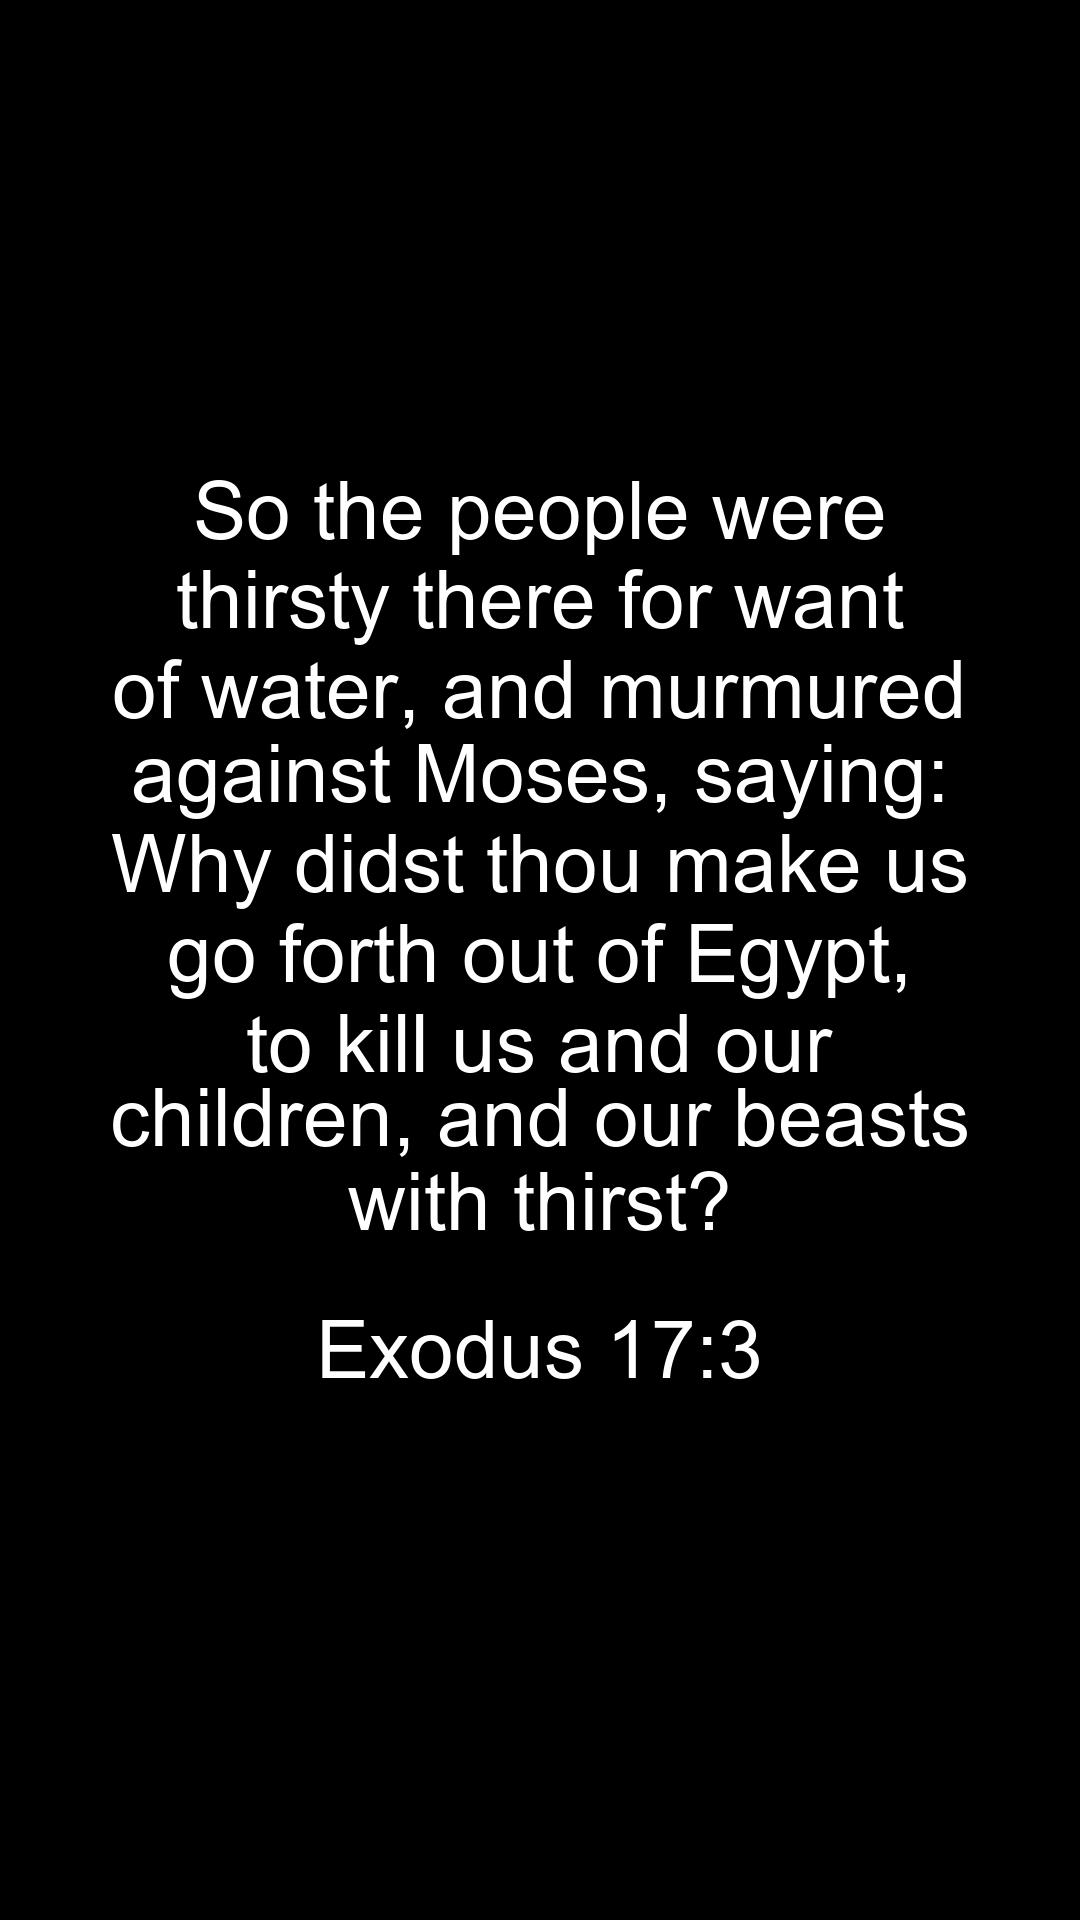 So the people were
thirsty there for want
of water, and murmured
against Moses, saying:
Why didst thou make us
go forth out of Egypt,
to kill us and our
children, and our beasts
with thirst?
Exodus 17:3